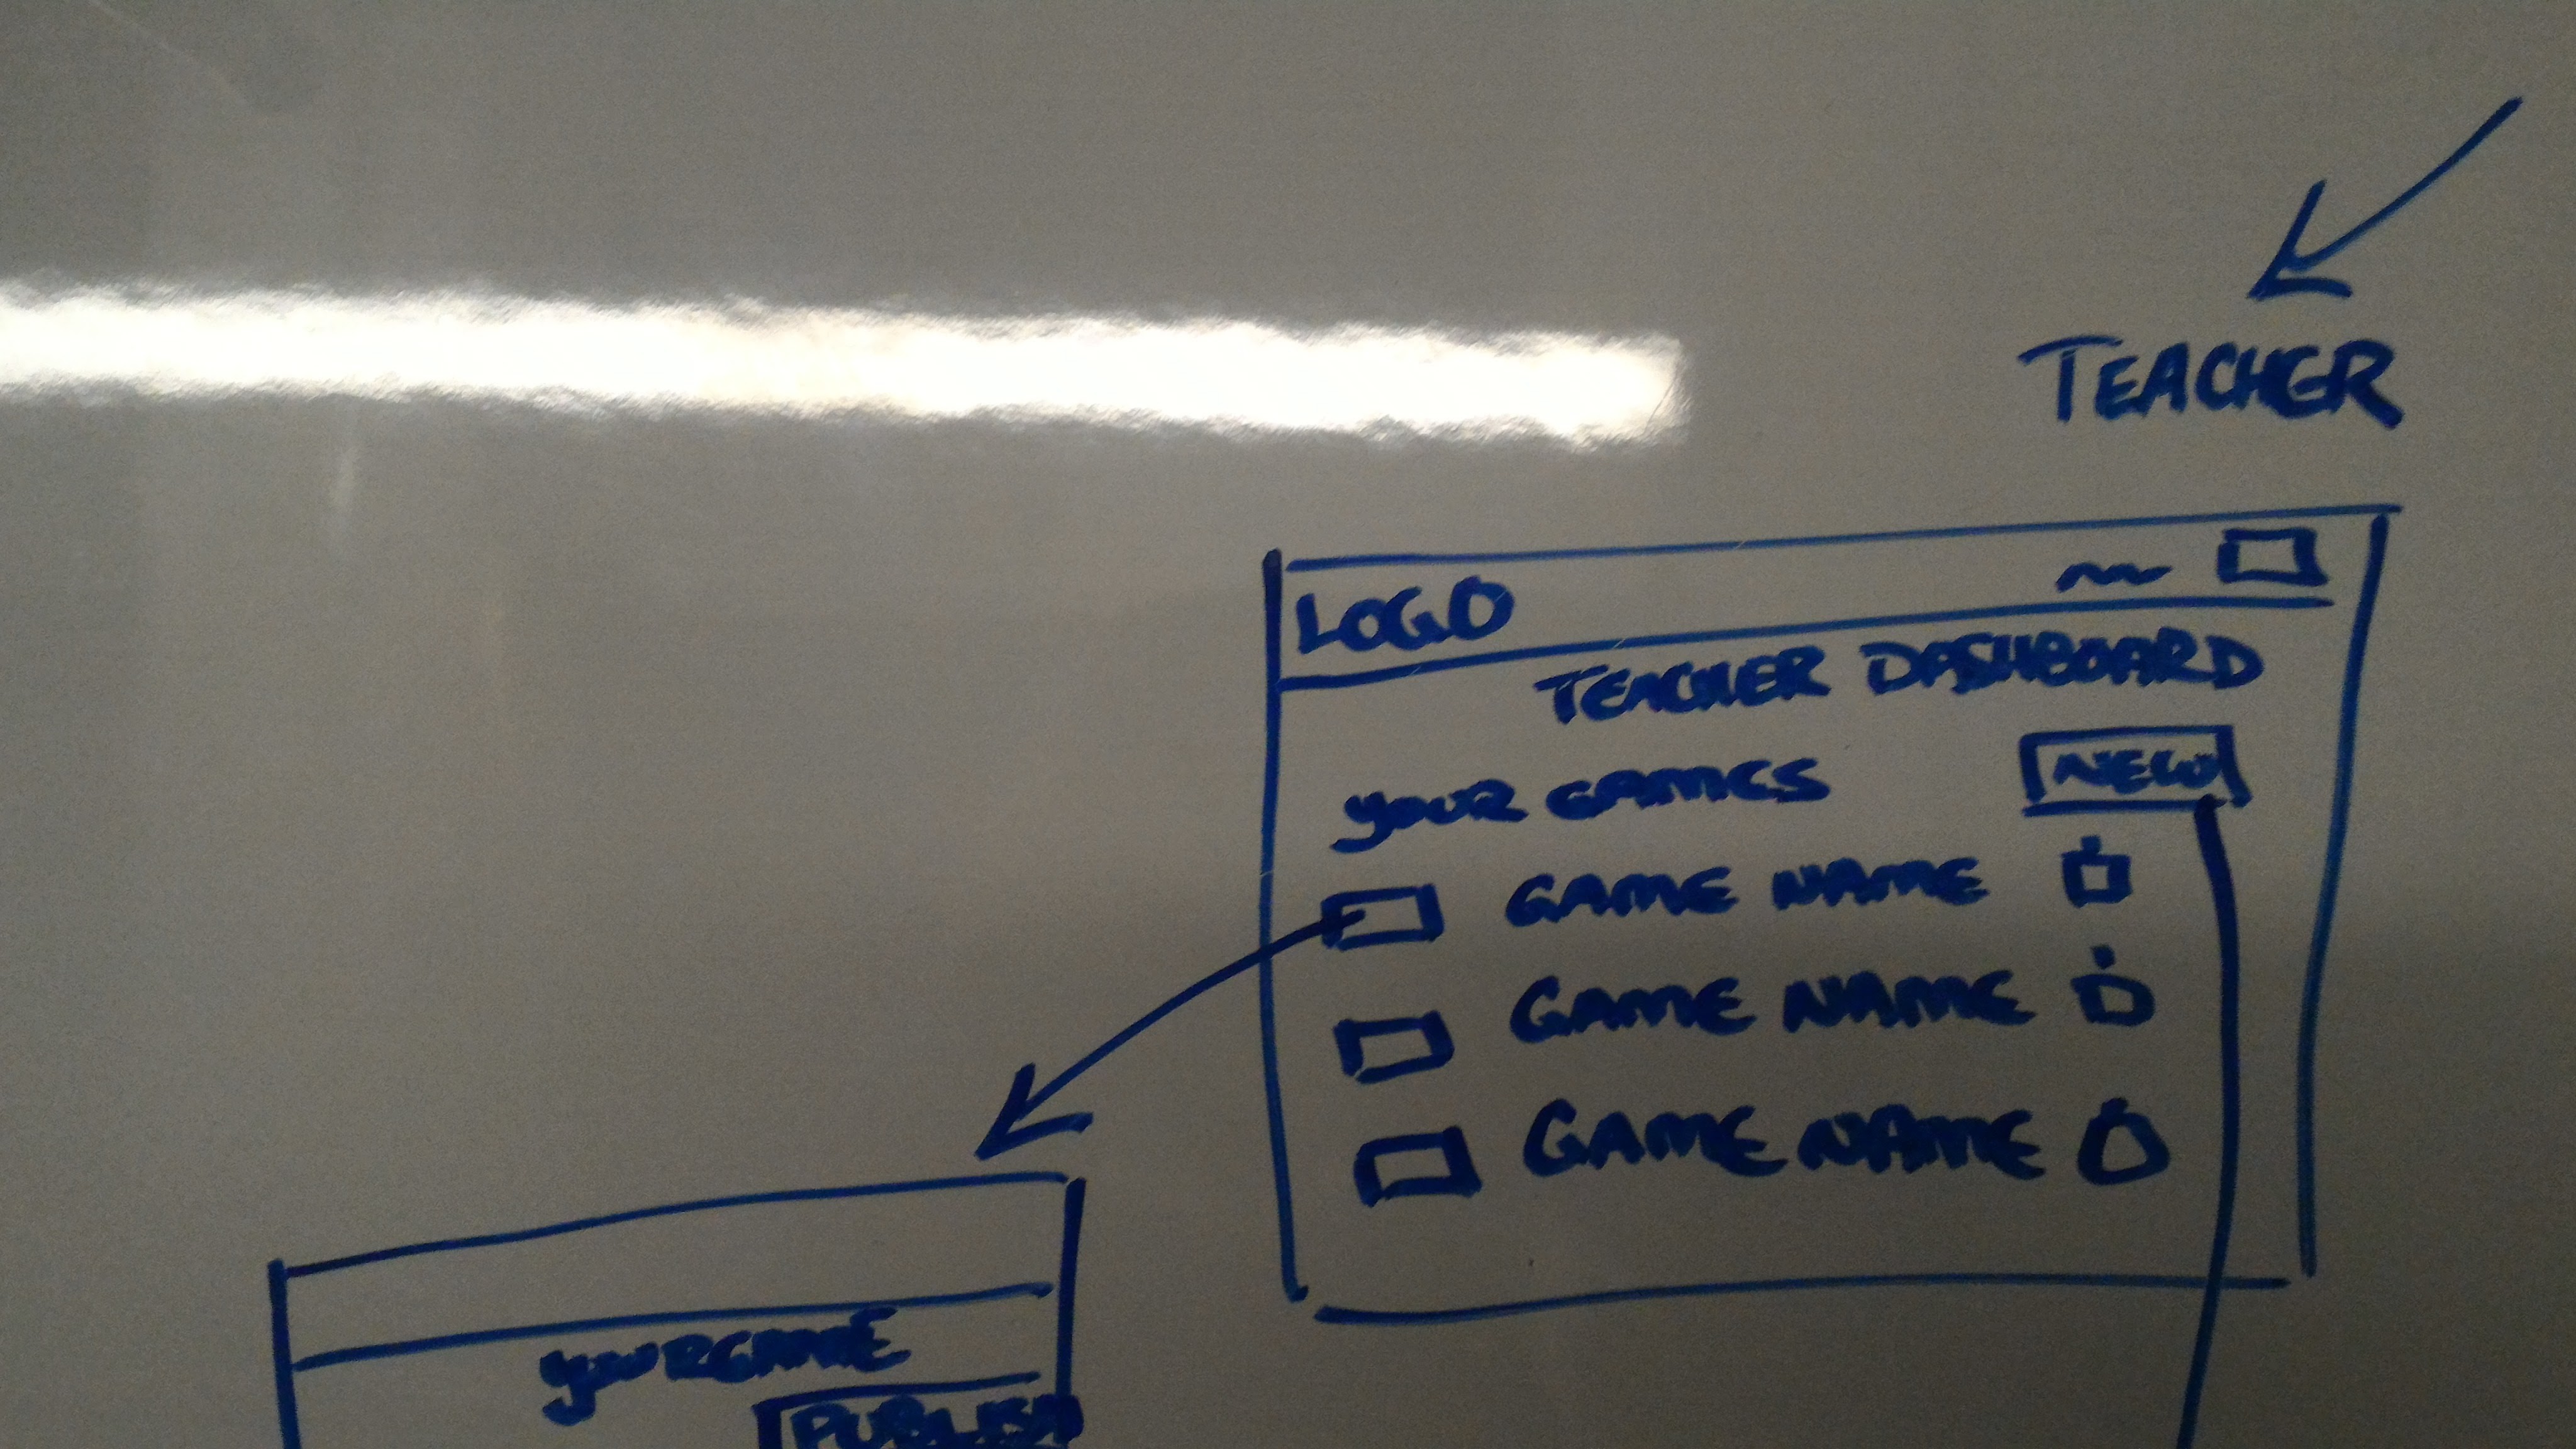 TEACHER
LOGO
TEACHER DASHBOARD
YOUR GAMES NEW
GAME NAME
GAME NAME
GAME NAME
YOUR GAME
PUBLISH